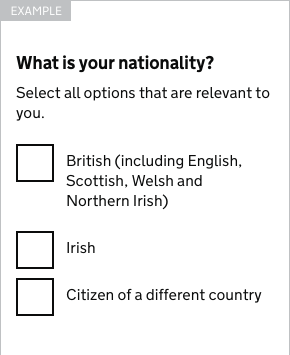 EXAMPLE
What is your nationality?
Select all options that are relevant to
you.
British (including English,
Scottish, Welsh and
Northern Irish)
Irish
Citizen of a different country